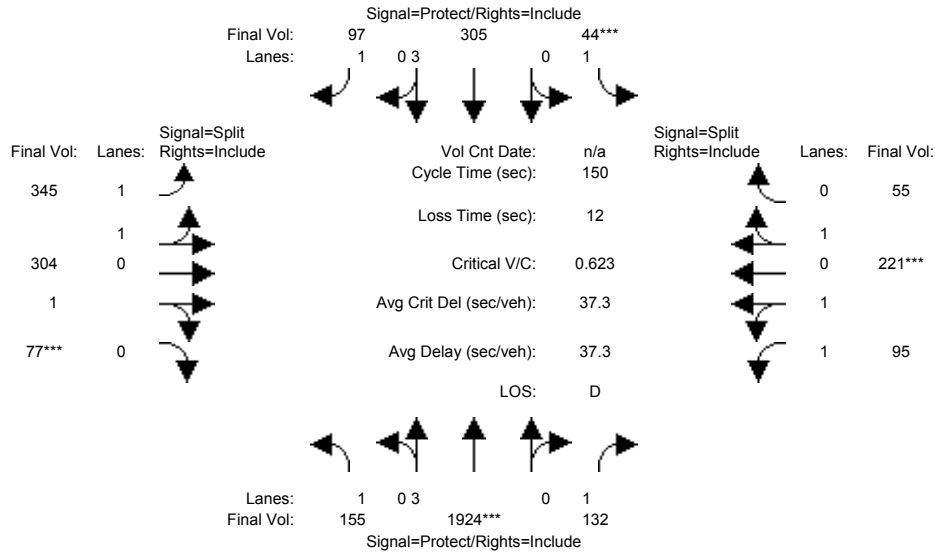 Signal=Protect/Rights=Include
Final Vol: 97 305 44***
Lanes: 1 0 3 0 1
Signal=Split
Final Vol: Lanes: Rights=Include
Vol Cnt Date: n/a
Signal=Split
Rights=Include Lanes: Final Vol:
Cycle Time (sec): 150
345 1
0 55
Loss Time (sec): 12
1
1
304 0
Critical V/C: 0.623
0 221***
1
Avg Crit Del (sec/veh): 37.3
1
77*** 0
Avg Delay (sec/veh): 37.3
1 95
LOS: D
Lanes: 1 0 3 0 1
Final Vol: 155 1924*** 132
Signal=Protect/Rights=Include